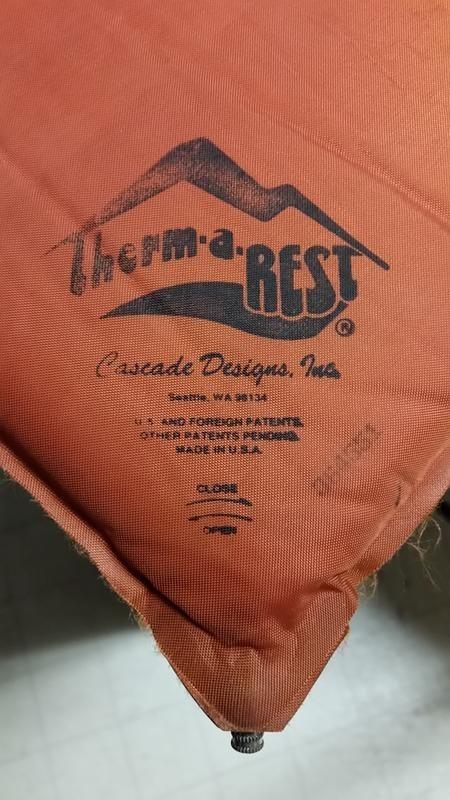 Therm·a·REST®
Cascade Designs, Inc.
Seattle, WA 98134
U.S. AND FOREIGN PATENTS.
OTHER PATENTS PENDING.
MADE IN U.S.A.
CLOSE
OPEN